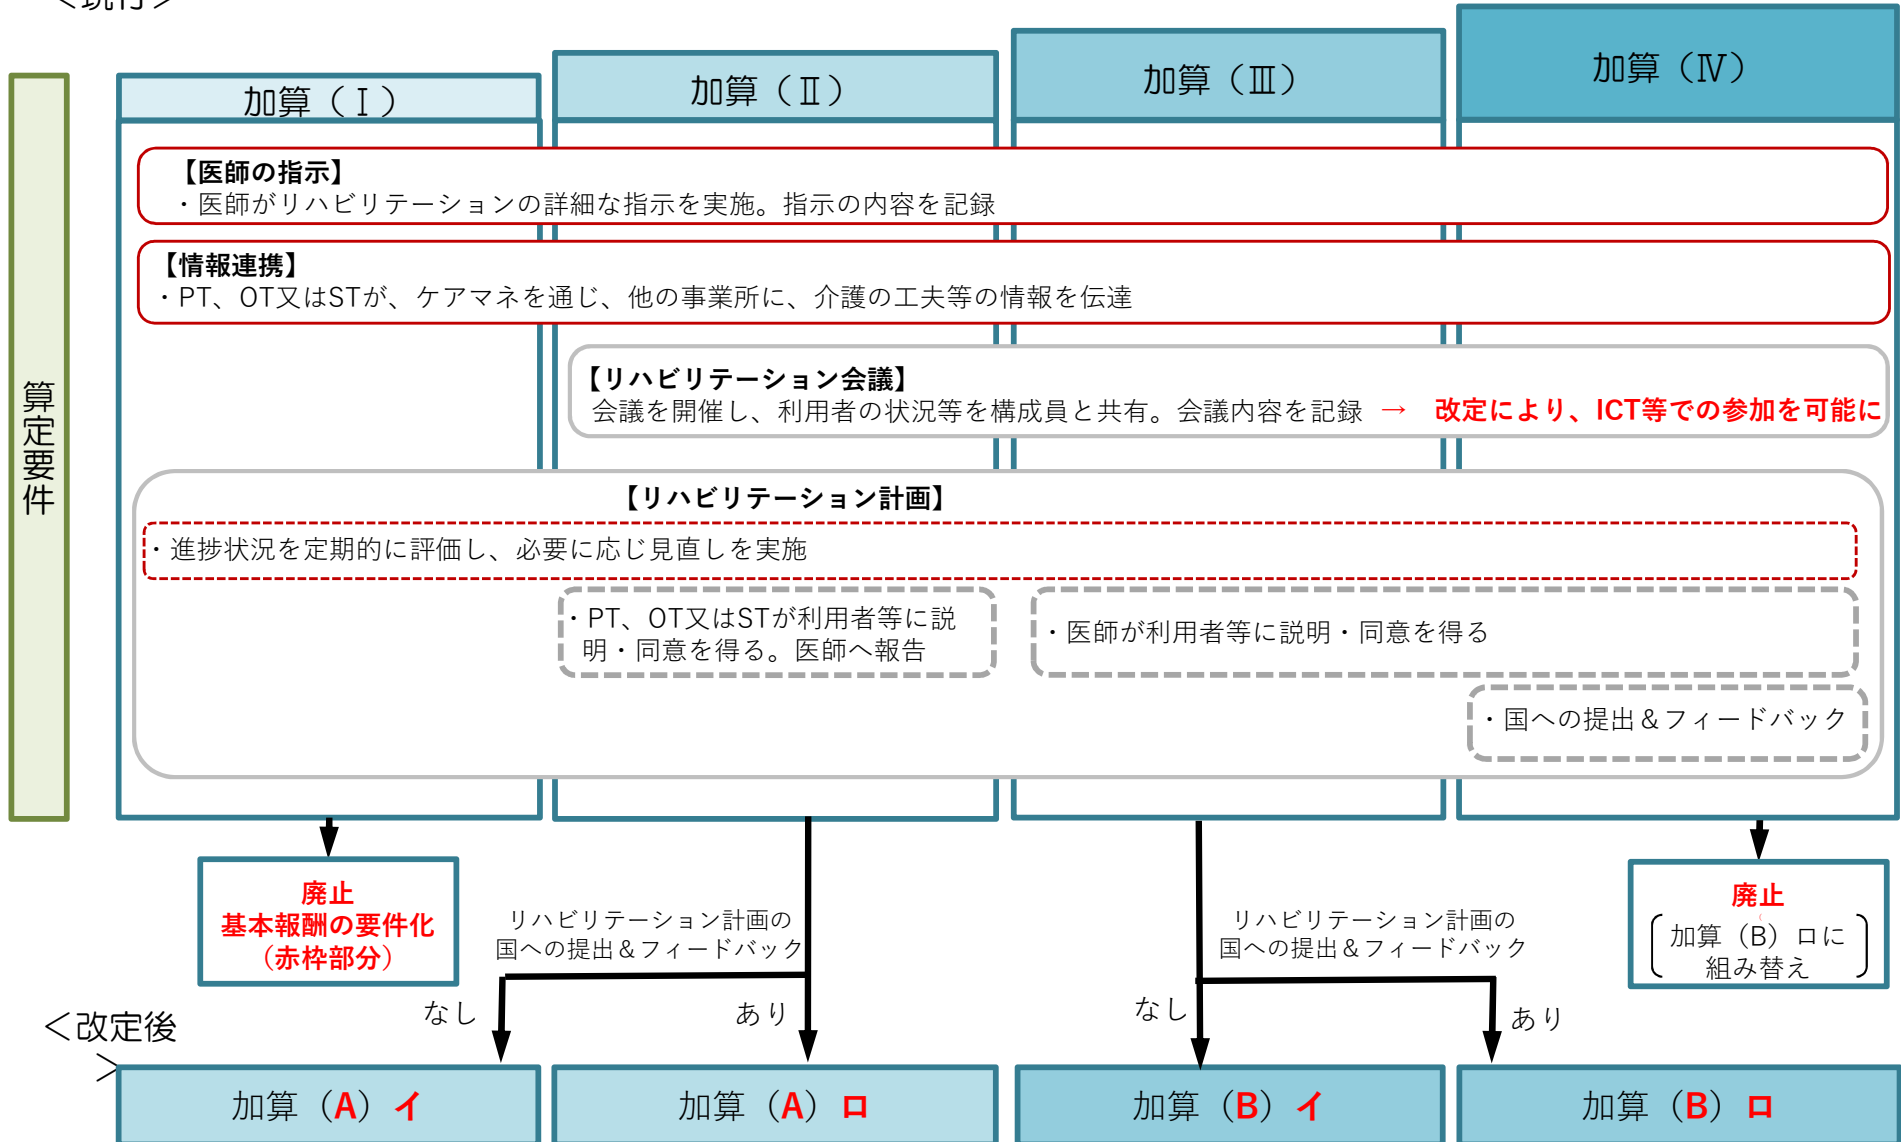 ＜現行＞
加算（Ⅰ）
加算（Ⅱ）
加算（Ⅲ）
加算（Ⅳ）
算定要件
【医師の指示】
・医師がリハビリテーションの詳細な指示を実施。指示の内容を記録
【情報連携】
・PT、OT又はSTが、ケアマネを通じ、他の事業所に、介護の工夫等の情報を伝達
【リハビリテーション会議】
会議を開催し、利用者の状況等を構成員と共有。会議内容を記録 → 改定により、ICT等での参加を可能に
【リハビリテーション計画】
・進捗状況を定期的に評価し、必要に応じ見直しを実施
・PT、OT又はSTが利用者等に説
明・同意を得る。医師へ報告
・医師が利用者等に説明・同意を得る
・国への提出＆フィードバック
廃止
基本報酬の要件化
（赤枠部分）
リハビリテーション計画の
国への提出＆フィードバック
なし
あり
リハビリテーション計画の
国への提出＆フィードバック
なし
あり
廃止
加算（B）ロに
組み替え
＜改定後
＞
加算（A）イ
加算（A）ロ
加算（B）イ
加算（B）ロ